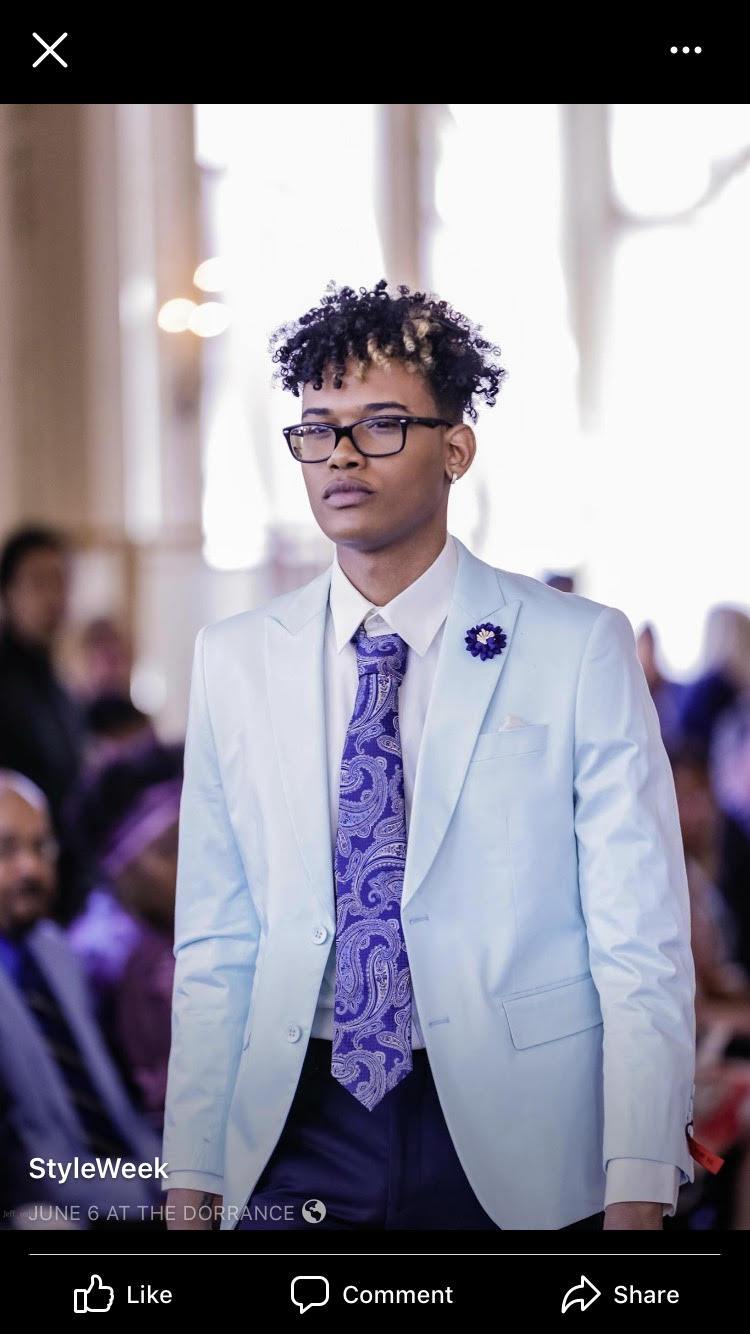 StyleWeek
JUNE 6 AT THE DORRANCE
Like
Comment
Share